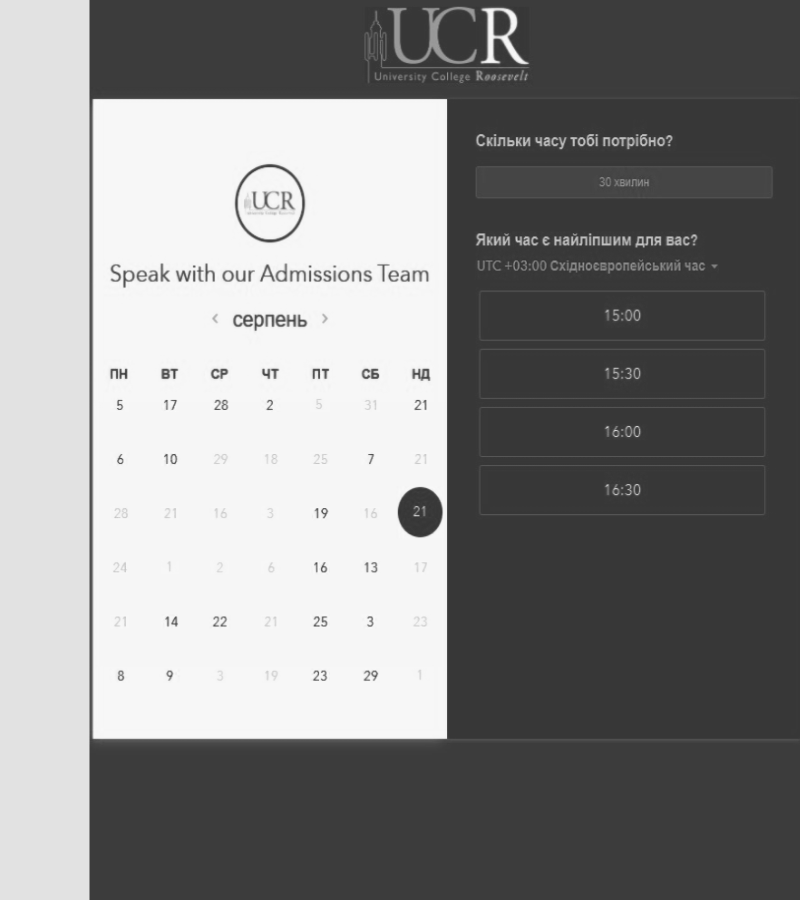 UCR
University College Roosevelt
UCR
Speak with our Admissions Team
‹ серпень ›
ПН ВТ СР ЧТ ПТ СБ НД
5 17 28 2 5 31 21
6 10 29 18 25 7 21
28 21 16 3 19 16 21
24 1 2 6 16 13 17
21 14 22 21 25 3 23
8 9 3 19 23 29 1
Скільки часу тобі потрібно?
30 хвилин
Який час є найліпшим для вас?
UTC +03:00 Східноєвропейський час
15:00
15:30
16:00
16:30